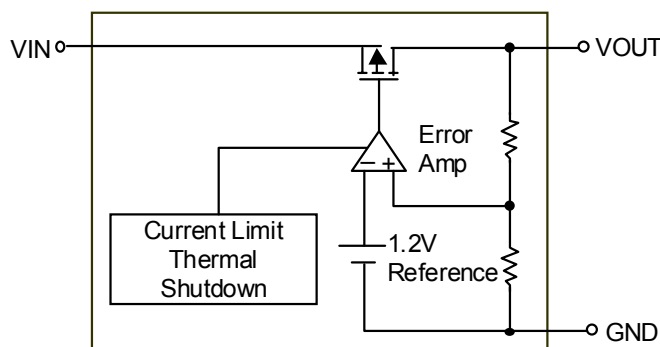 VIN
VOUT
Error
Amp
− +
Current Limit
Thermal
Shutdown
1.2V
Reference
GND